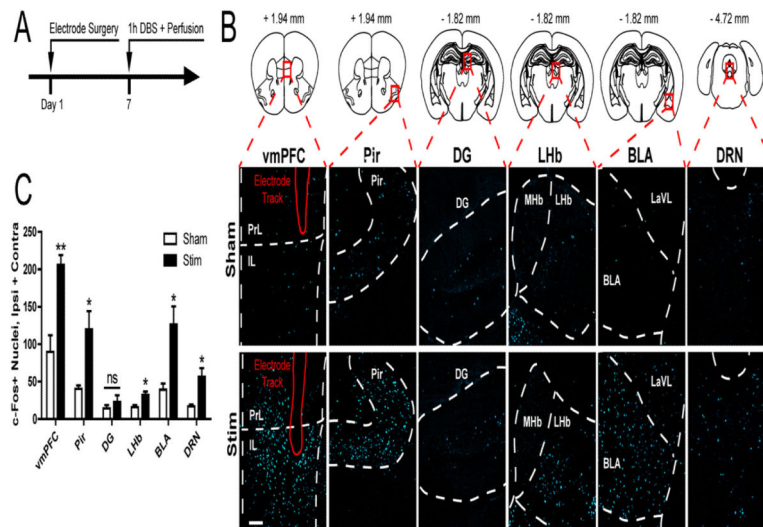 A
Electrode Surgery
1h DBS + Perfusion
Day 1
7
B
+ 1.94 mm
+ 1.94 mm
- 1.82 mm
- 1.82 mm
- 1.82 mm
- 4.72 mm
vmPFC
Pir
DG
LHb
BLA
DRN
Sham
Electrode
Track
PrL
IL
Pir
DG
MHb
LHb
LaVL
BLA
Stim
Electrode
Track
PrL
IL
Pir
DG
MHb
LHb
LaVL
BLA
C
c-Fos+ Nuclei, Ipsi + Contra
250
200
150
100
50
0
Sham
Stim
**
*
ns
*
*
*
vmPFC
Pir
DG
LHb
BLA
DRN